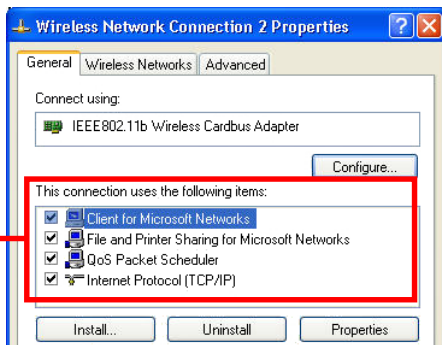 Wireless Network Connection 2 Properties
General Wireless Networks Advanced
Connect using:
IEEE802.11b Wireless Cardbus Adapter
Configure...
This connection uses the following items:
Client for Microsoft Networks
File and Printer Sharing for Microsoft Networks
QoS Packet Scheduler
Internet Protocol (TCP/IP)
Install... Uninstall Properties